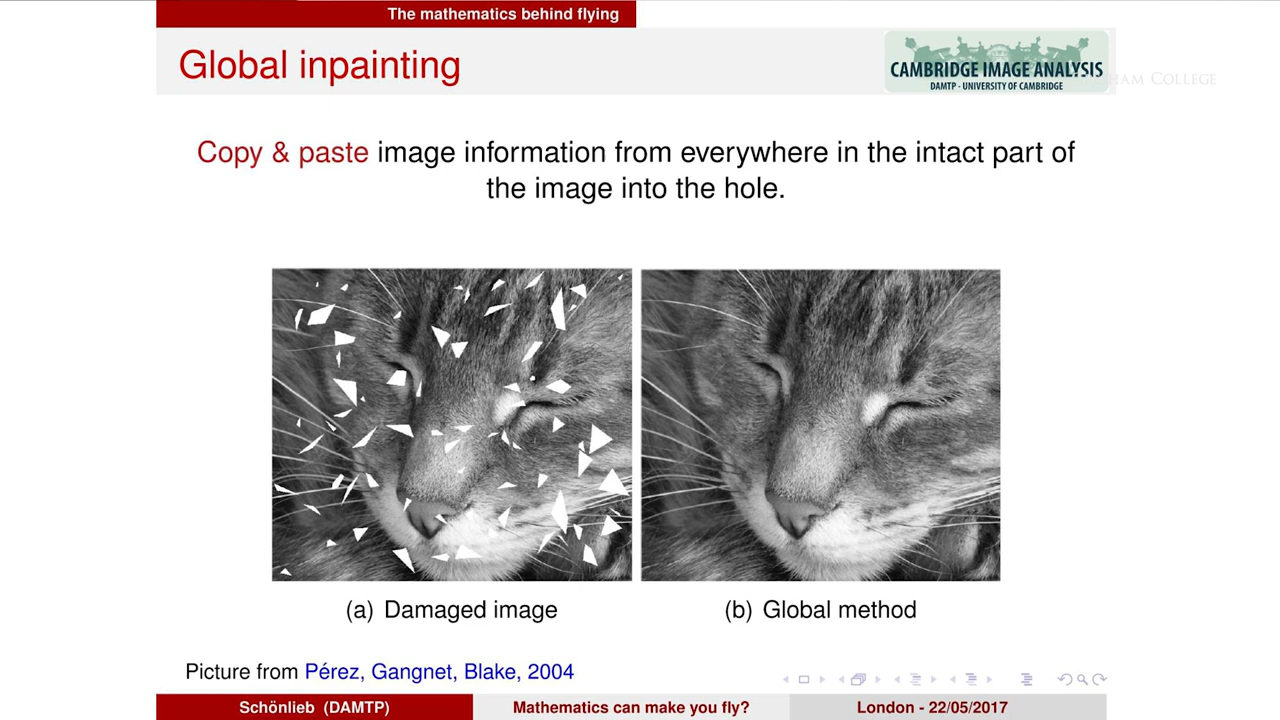 The mathematics behind flying
Global inpainting
CAMBRIDGE IMAGE ANALYSIS
DAMTP - UNIVERSITY OF CAMBRIDGE
HAM COLLEGE
Copy & paste image information from everywhere in the intact part of
the image into the hole.
(a) Damaged image
(b) Global method
Picture from Pérez, Gangnet, Blake, 2004
Schönlieb (DAMTP)
Mathematics can make you fly?
London - 22/05/2017